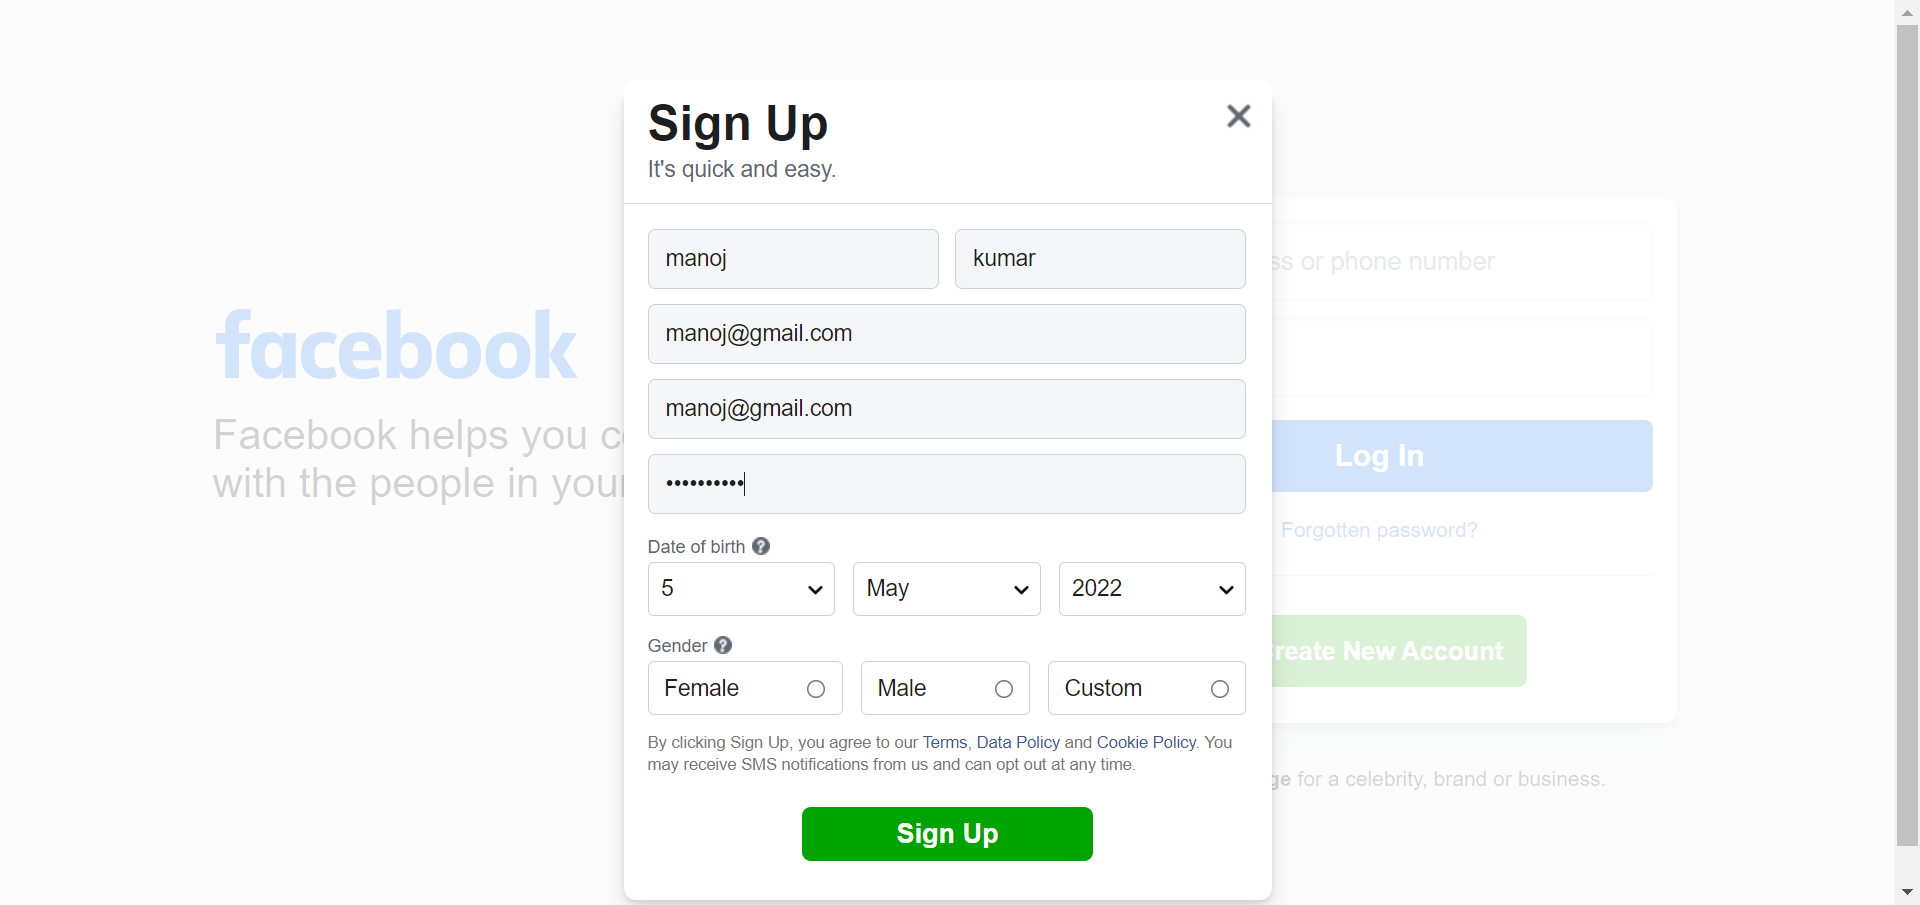 Sign Up
It's quick and easy.
manoj kumar
manoj@gmail.com
manoj@gmail.com
••••••••••
Date of birth
5 May 2022
Gender
Female Male Custom
By clicking Sign Up, you agree to our Terms, Data Policy and Cookie Policy. You
may receive SMS notifications from us and can opt out at any time.
Sign Up
facebook
Facebook helps you
with the people in
or phone number
Log In
Forgotten password?
New Account
for a celebrity, brand or business.